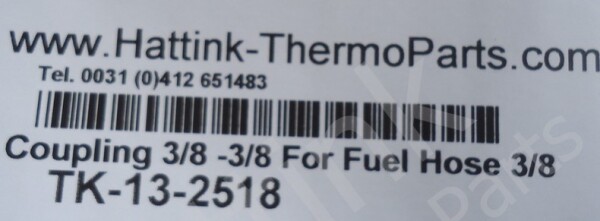 www.Hattink-ThermoParts.com
Tel. 0031 (0)412 651483
Coupling 3/8 -3/8 For Fuel Hose 3/8
TK-13-2518